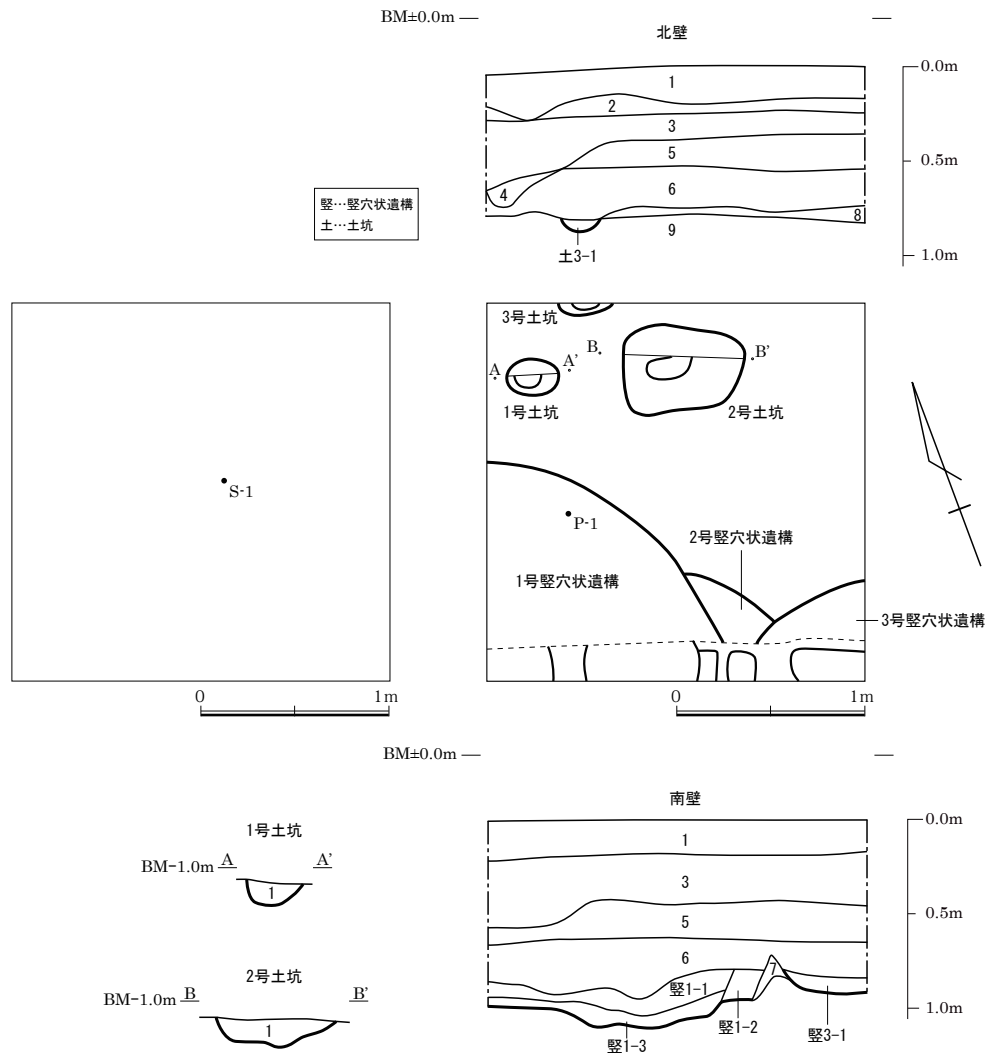 BM±0.0m
北壁
0.0m
1
2
3
5
0.5m
4
6
8
9
土3-1
1.0m
竪…竪穴状遺構
土…土坑
3号土坑
B
B'
A
A'
1号土坑
2号土坑
S-1
P-1
2号竪穴状遺構
1号竪穴状遺構
3号竪穴状遺構
0
1m
0
1m
BM±0.0m
南壁
0.0m
1
3
0.5m
5
6
7
竪1-1
1.0m
竪1-2
竪3-1
竪1-3
1号土坑
BM-1.0m A A'
1
2号土坑
BM-1.0m B B'
1